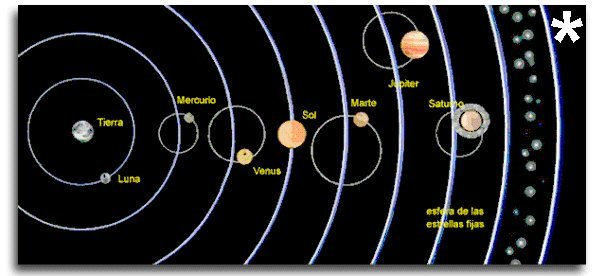 Tierra
Luna
Mercurio
Venus
Sol
Marte
Júpiter
Saturno
esfera de las
estrellas fijas
*